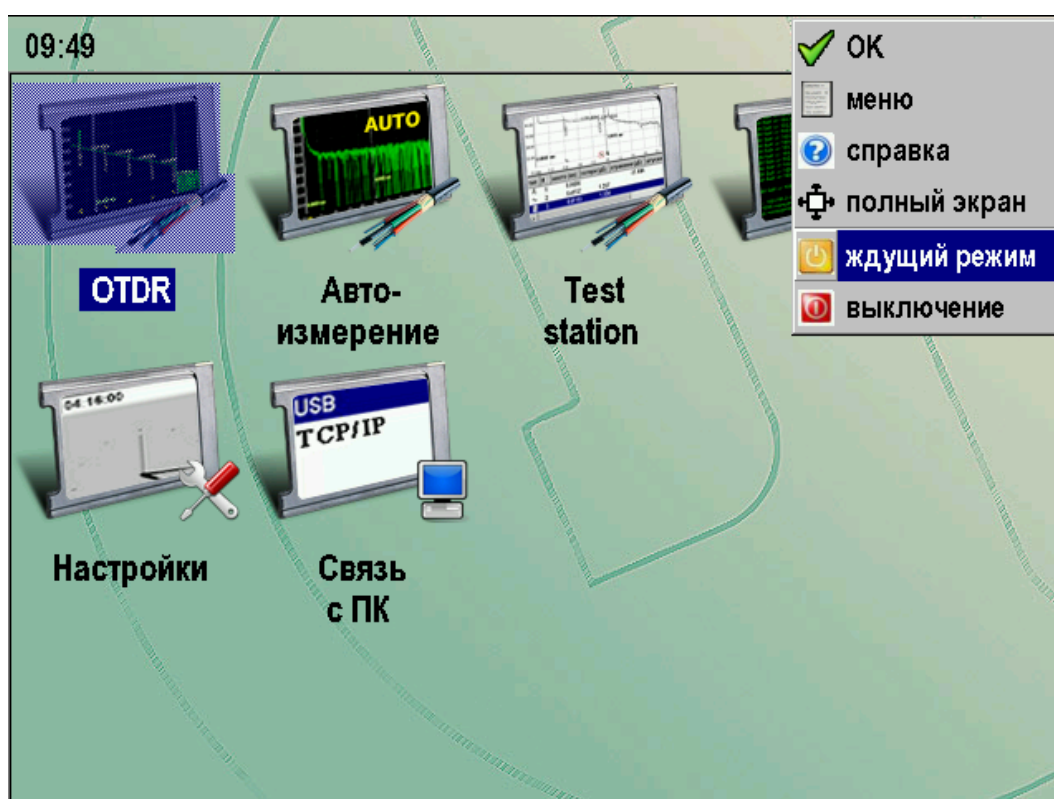 09:49
OK
меню
справка
полный экран
ждущий режим
выключение
AUTO
OTDR
Авто-
измерение
Test
station
04:16:00
USB
TCP/IP
Настройки
Связь
с ПК